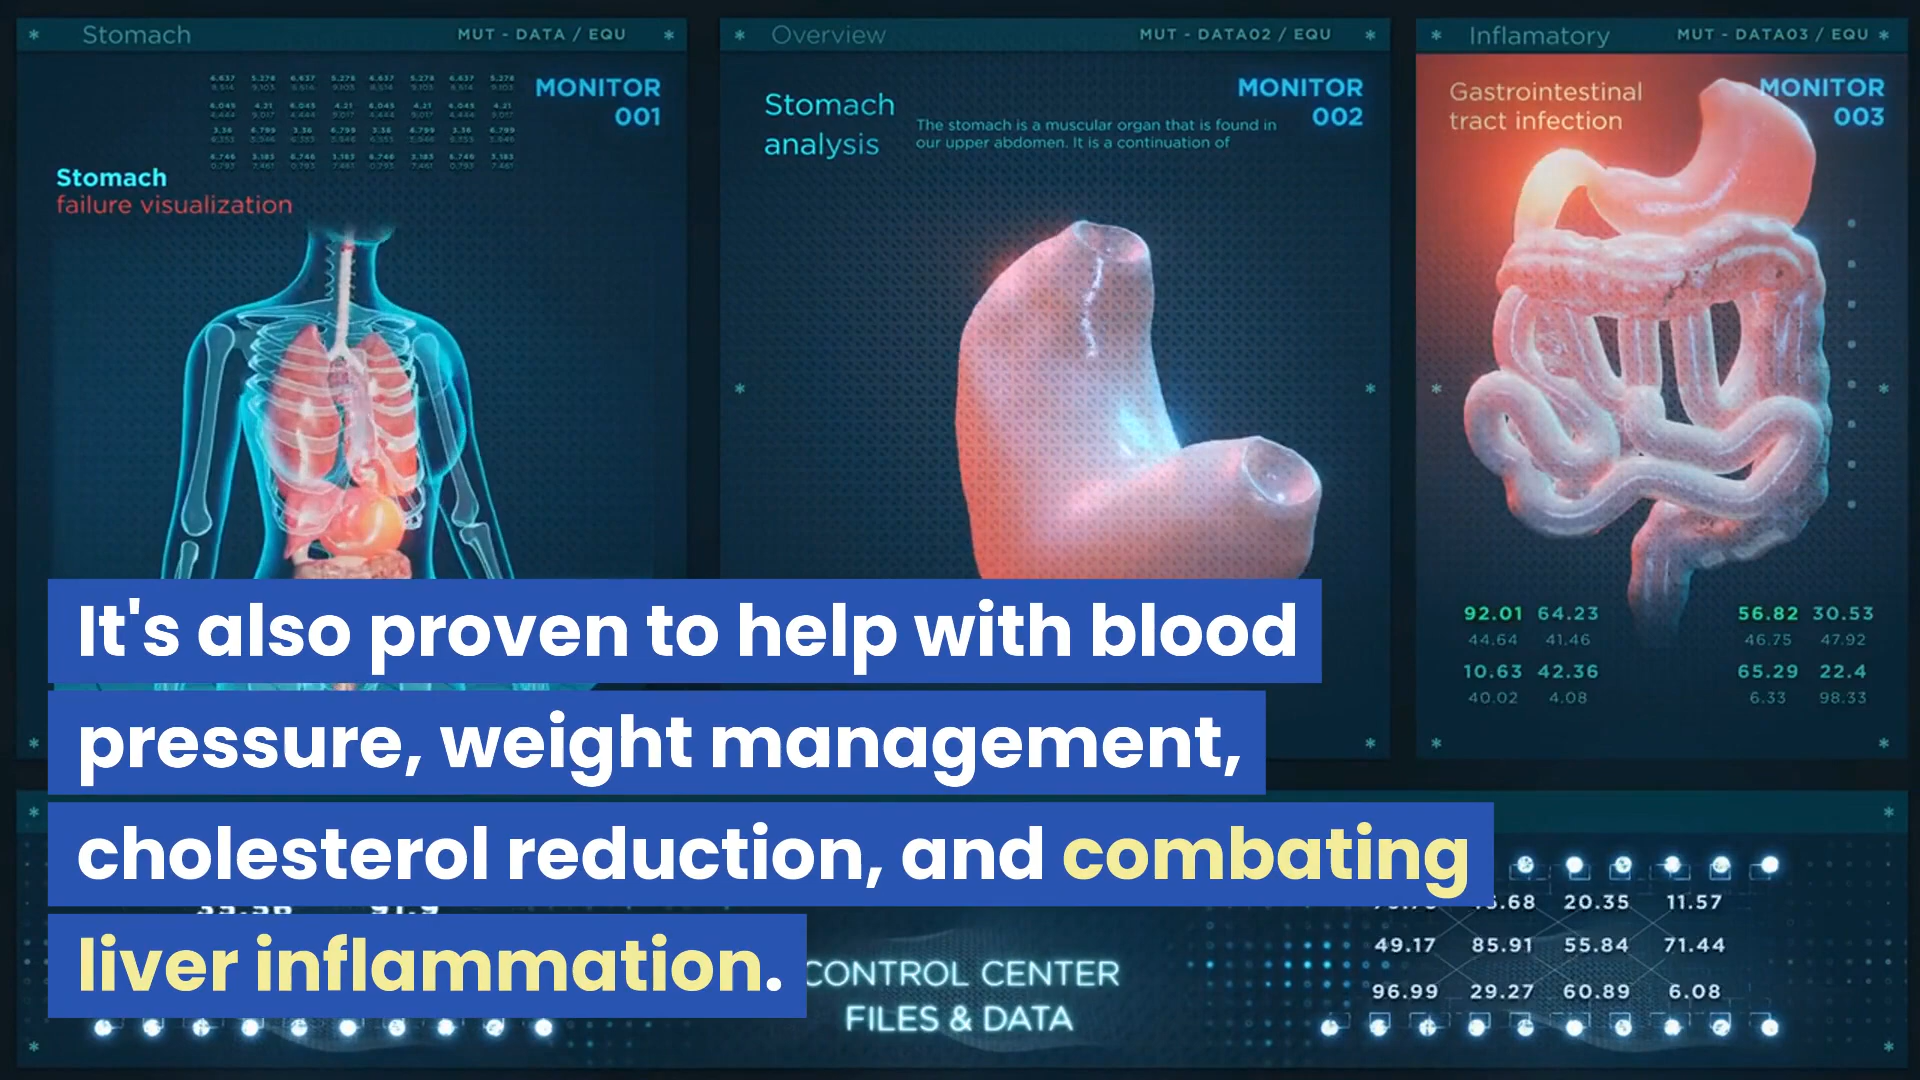 Stomach
MUT - DATA / EQU
MONITOR
001
Stomach
failure visualization
Overview
MUT - DATA02 / EQU
MONITOR
002
Stomach
analysis
The stomach is a muscular organ that is found in
our upper abdomen. It is a continuation of
Inflamatory
MUT - DATA03 / EQU
MONITOR
003
Gastrointestinal
tract infection
92.01 64.23
44.64 41.46
10.63 42.36
40.02 4.08
56.82 30.53
46.75 47.92
65.29 22.4
6.33 98.33
It's also proven to help with blood
pressure, weight management,
cholesterol reduction, and combating
liver inflammation.
CONTROL CENTER
FILES & DATA
20.35 11.57
49.17 85.91 55.84 71.44
96.99 29.27 60.89 6.08